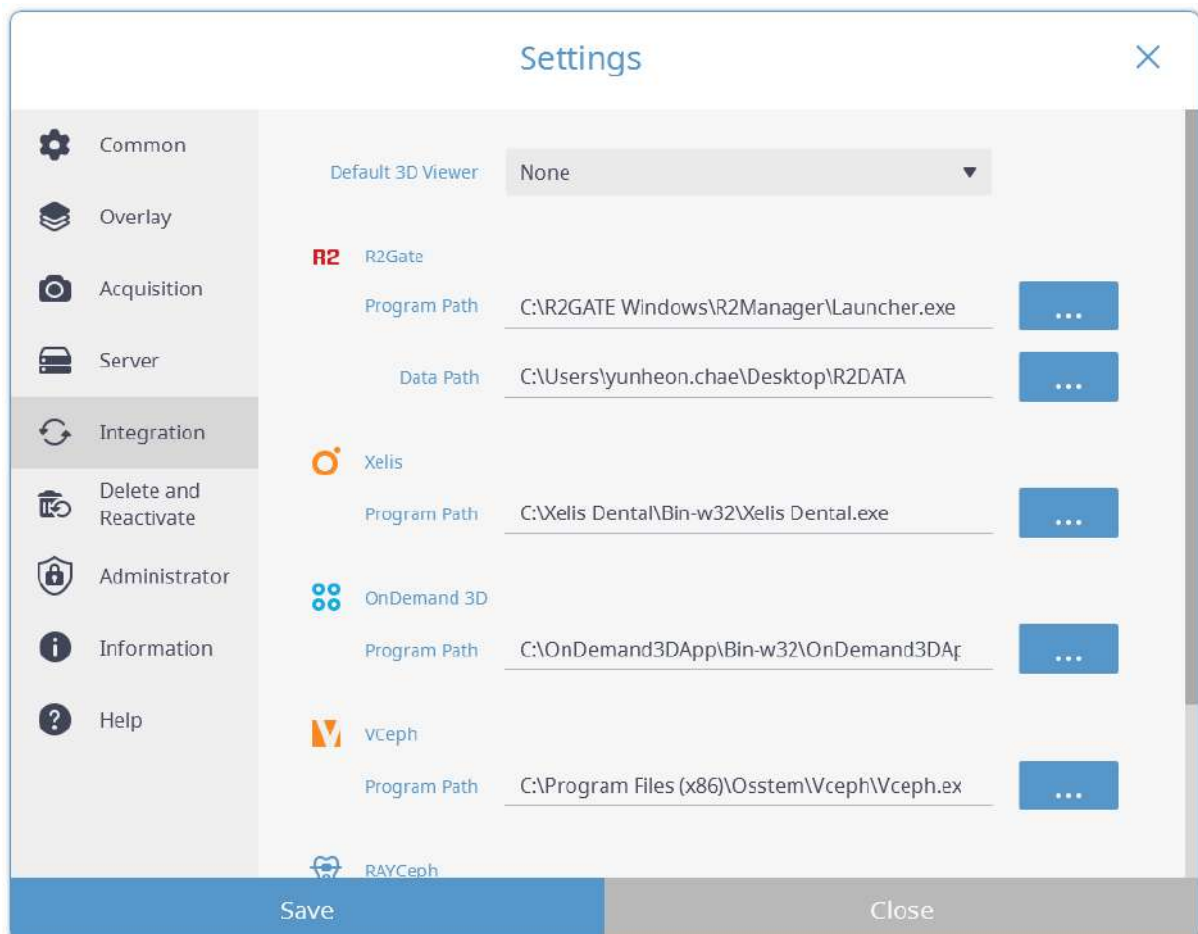 Settings
Common
Overlay
Acquisition
Server
Integration
Delete and
Reactivate
Administrator
Information
Help
Default 3D Viewer None
R2 R2Gate
Program Path C:\R2GATE Windows\R2Manager\Launcher.exe ...
Data Path C:\Users\yunheon.chae\Desktop\R2DATA ...
Xelis
Program Path C:\Xelis Dental\Bin-w32\Xelis Dental.exe ...
OnDemand 3D
Program Path C:\OnDemand3DApp\Bin-w32\OnDemand3DAp ...
V VCeph
Program Path C:\Program Files (x86)\Osstem\Vceph\Vceph.ex ...
RAYCeph
Save Close